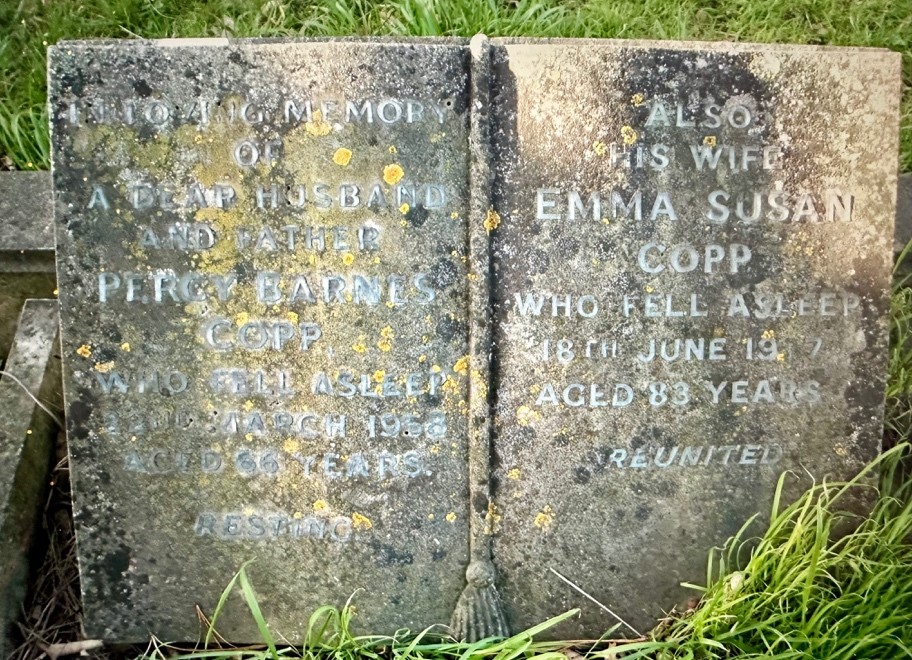 IN LOVING MEMORY
OF
A DEAR HUSBAND
AND FATHER
PERCY BARNES
COPP
WHO FELL ASLEEP
MARCH
AGED 66 YEARS.
RESTING
ALSO
HIS WIFE
EMMA SUSAN
COPP
WHO FELL ASLEEP
18TH JUNE
AGED 83 YEARS
REUNITED